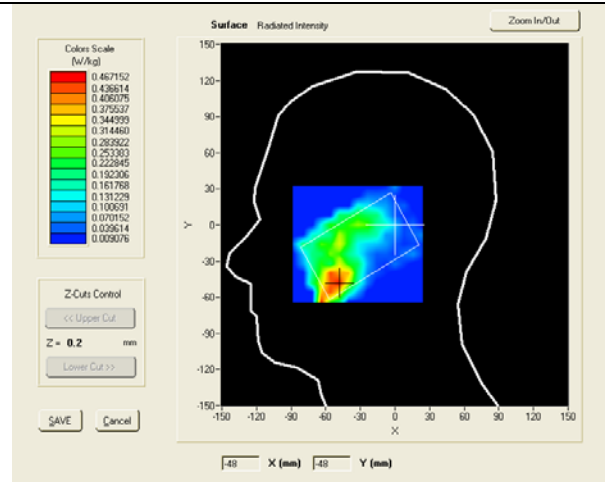 Surface Radiated Intensity
Zoom In/Out
Colors Scale
(W/kg)
0.467152
0.436614
0.406075
0.375537
0.344999
0.314460
0.283922
0.253383
0.222845
0.192306
0.161768
0.131229
0.100691
0.070152
0.039614
0.009076
Z-Cuts Control
<< Upper Cut
Z = 0.2 mm
Lower Cut >>
SAVE Cancel
150
120
90
60
30
0
-30
-60
-90
-120
-150
Y
-150 -120 -90 -60 -30 0 30 60 90 120 150
X
-48 X (mm) -48 Y (mm)